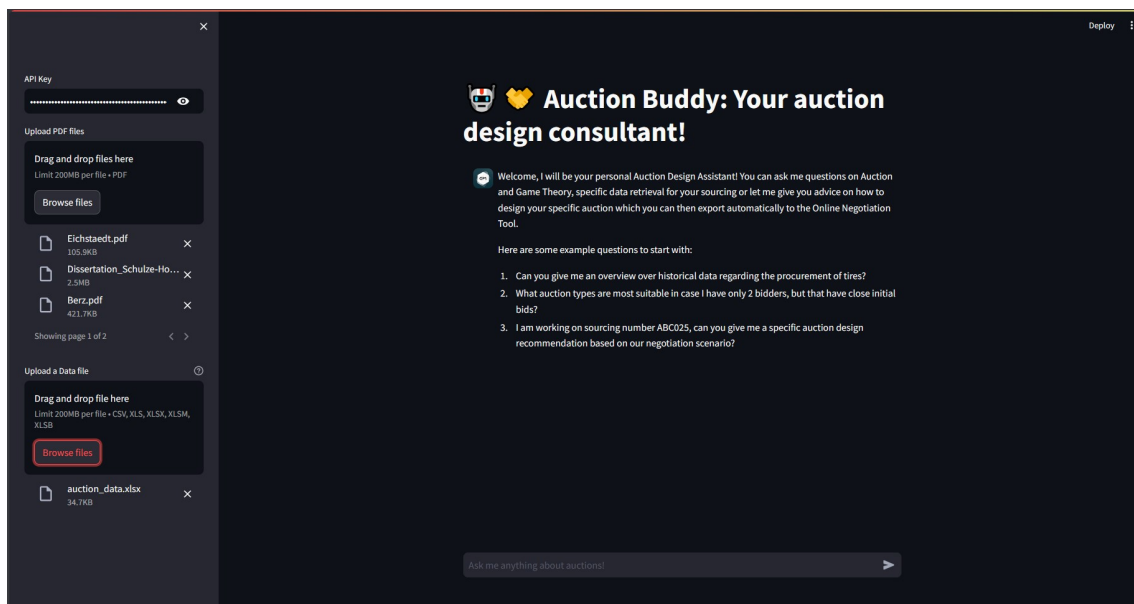 Deploy
API Key
Upload PDF files
Drag and drop files here
Limit 200MB per file • PDF
Browse files
Eichstaedt.pdf
105.9KB
Dissertation_Schulze-Ho...
2.5MB
Berz.pdf
421.7KB
Showing page 1 of 2
Upload a Data file
Drag and drop file here
Limit 200MB per file • CSV, XLS, XLSX, XLSM,
XLSB
Browse files
auction_data.xlsx
34.7KB
Auction Buddy: Your auction
design consultant!
Welcome, I will be your personal Auction Design Assistant! You can ask me questions on Auction
and Game Theory, specific data retrieval for your sourcing or let me give you advice on how to
design your specific auction which you can then export automatically to the Online Negotiation
Tool.
Here are some example questions to start with:
1. Can you give me an overview over historical data regarding the procurement of tires?
2. What auction types are most suitable in case I have only 2 bidders, but that have close initial
bids?
3. I am working on sourcing number ABC025, can you give me a specific auction design
recommendation based on our negotiation scenario?
Ask me anything about auctions!